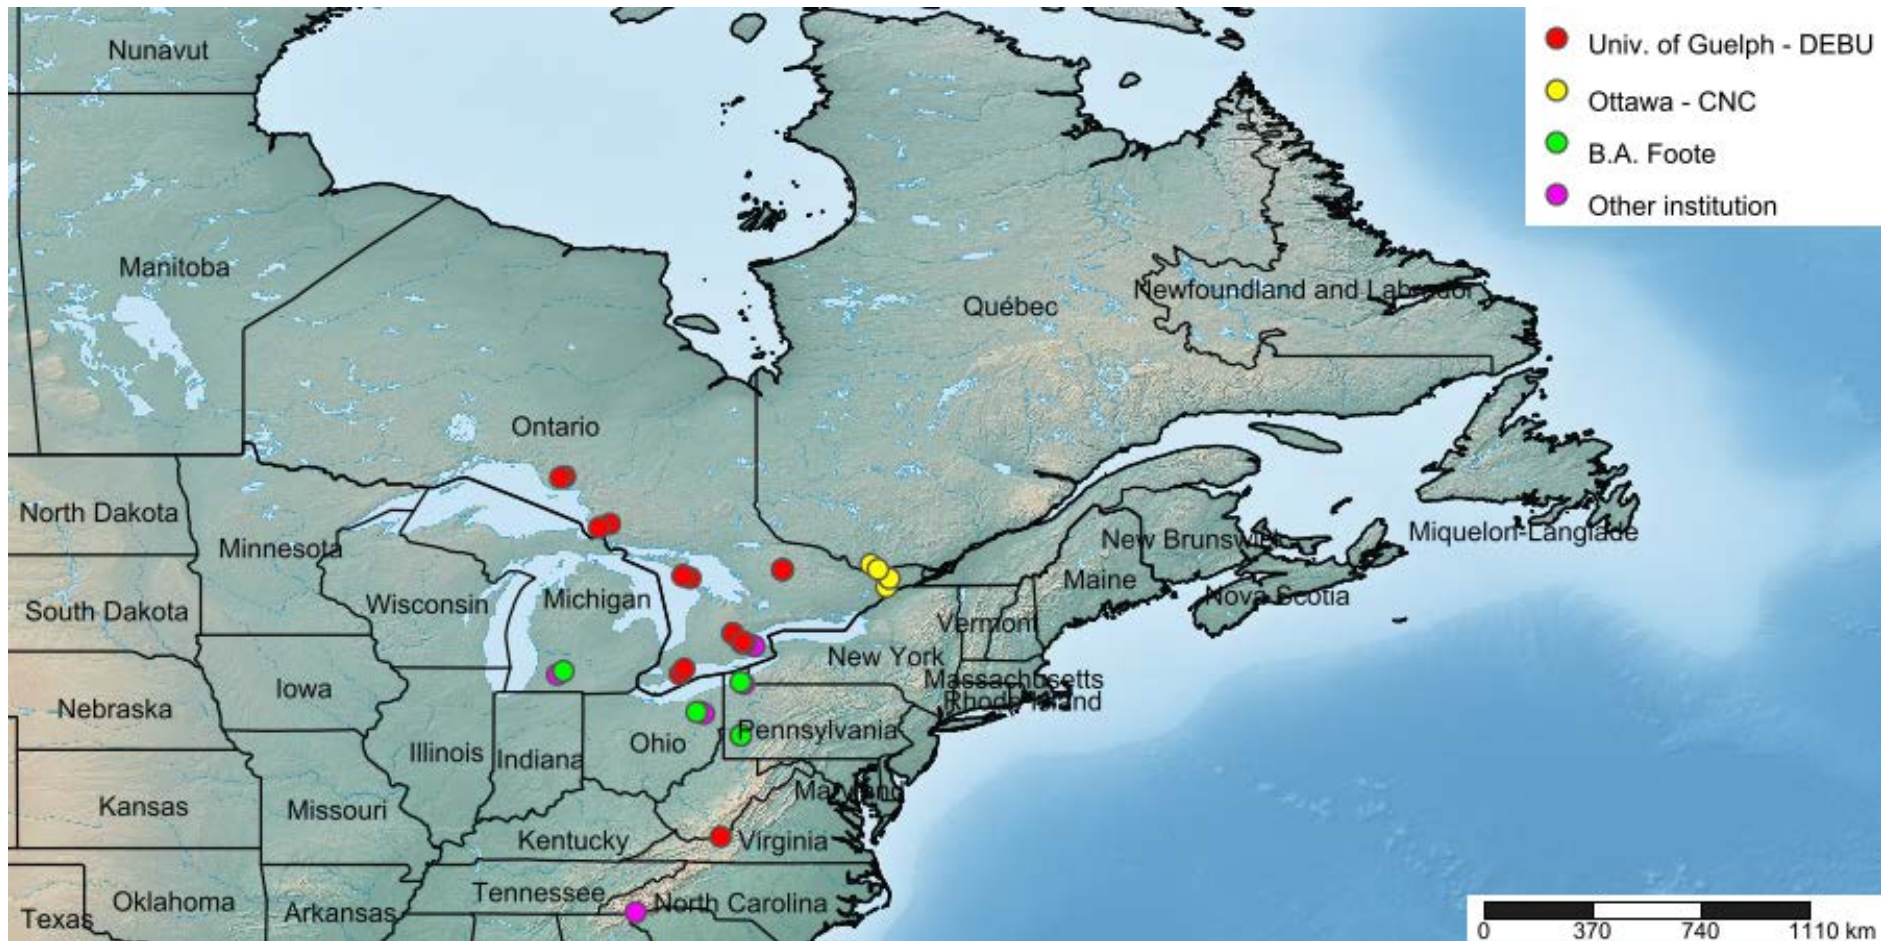 Nunavut
Univ. of Guelph - DEBU
Ottawa - CNC
B.A. Foote
Other institution
Manitoba
Québec
Newfoundland and Labrador
Ontario
North Dakota
Minnesota
New Brunswick
Miquelon-Langlade
South Dakota
Wisconsin
Michigan
Maine
Nova Scotia
Vermont
New York
Nebraska
Iowa
Massachusetts
Rhode Island
Illinois
Indiana
Ohio
Pennsylvania
Kansas
Missouri
Maryland
Kentucky
Virginia
Oklahoma
Texas
Arkansas
Tennessee
North Carolina
0 370 740 1110 km